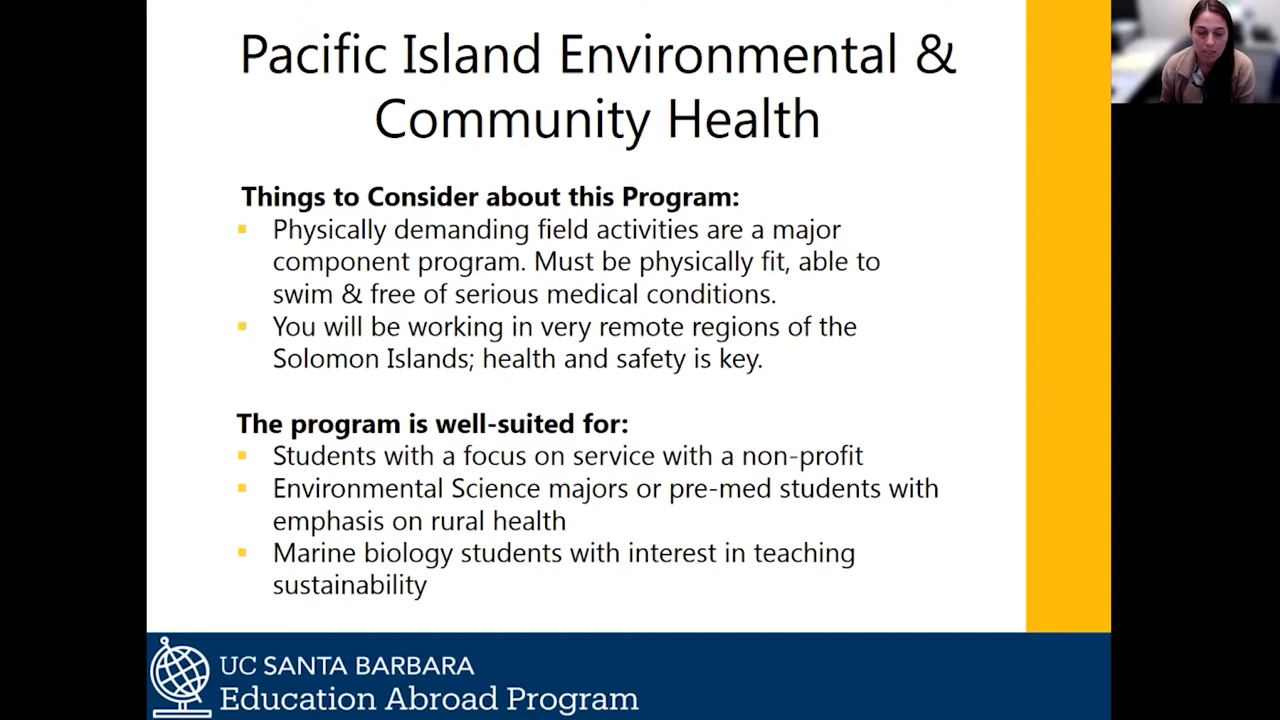 Pacific Island Environmental &
Community Health
Things to Consider about this Program:
Physically demanding field activities are a major
component program. Must be physically fit, able to
swim & free of serious medical conditions.
You will be working in very remote regions of the
Solomon Islands; health and safety is key.
The program is well-suited for:
Students with a focus on service with a non-profit
Environmental Science majors or pre-med students with
emphasis on rural health
Marine biology students with interest in teaching
sustainability
UC SANTA BARBARA
Education Abroad Program